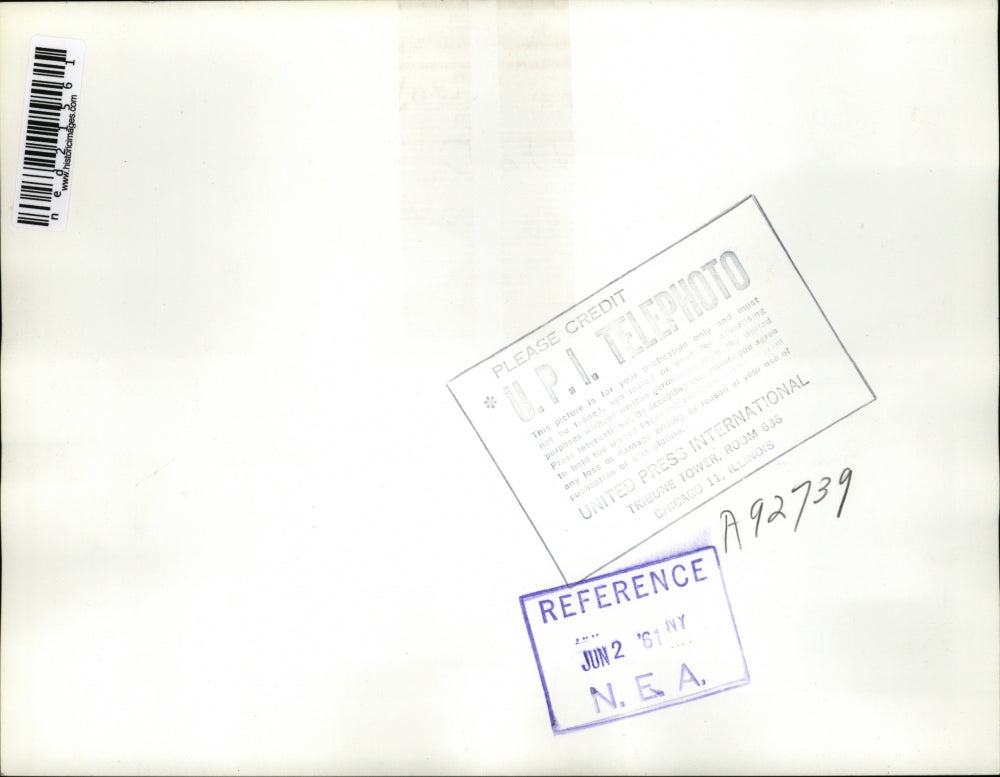 ned21561
www.historicimages.com
PLEASE CREDIT
* U.P.I. TELEPHOTO
This picture is for your publication only and must
not be loaned, syndicated or used for advertising
purposes without written permission from the United
Press International. By accepting this picture you agree
to hold the United Press International
any loss or damage arising by reason of your use of
publication of this picture.
UNITED PRESS INTERNATIONAL
TRIBUNE TOWER, ROOM 636
CHICAGO 11, ILLINOIS
A92739
REFERENCE
JUN 2 '61 NY
N. E. A.